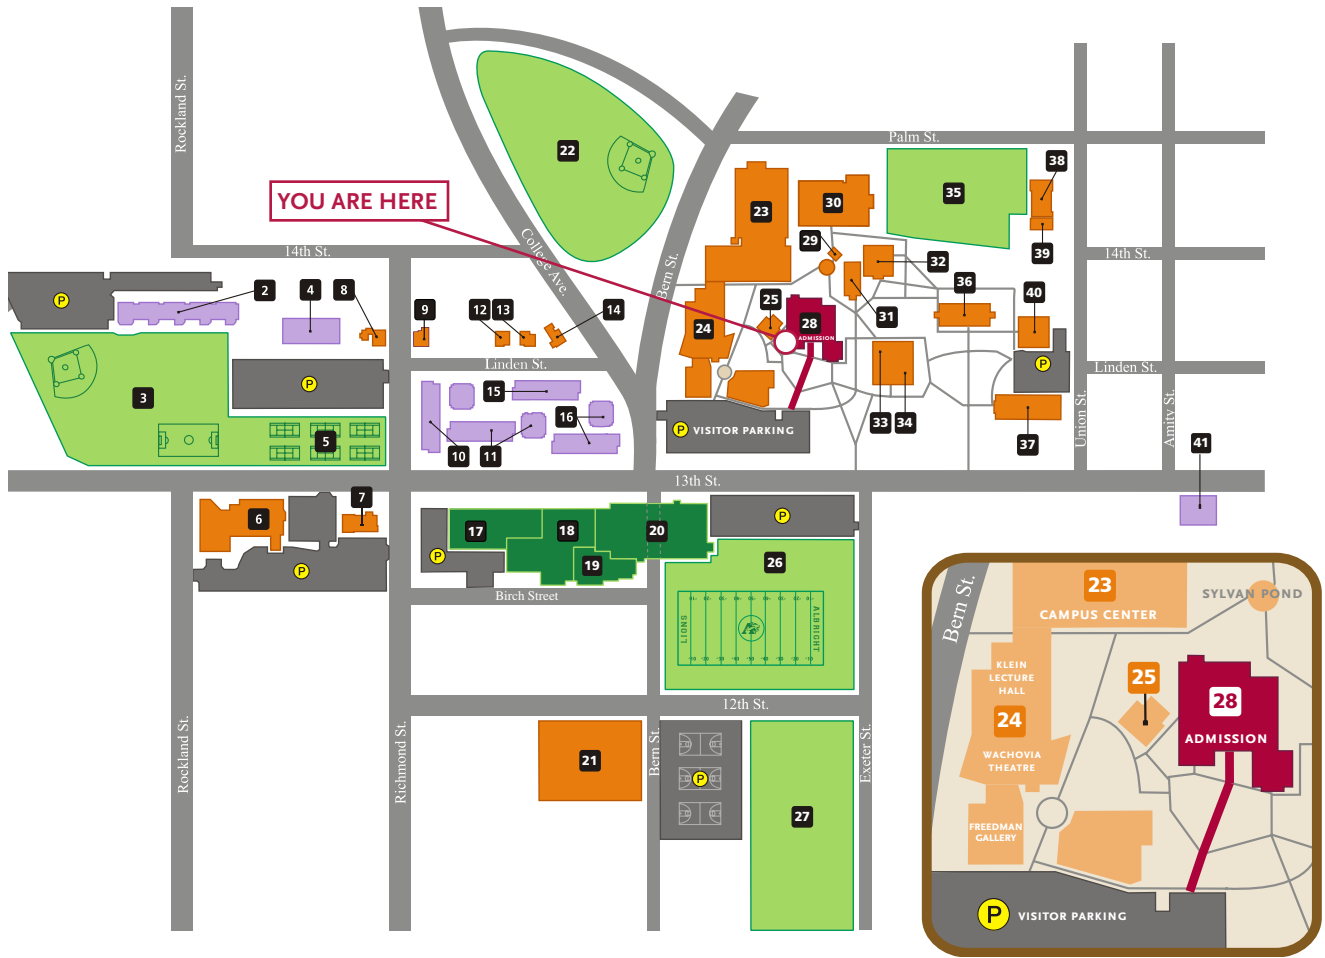 Rockland St.
22
Palm St.
38
YOU ARE HERE
23
30
35
29
39
14th St.
College Ave.
Bern St.
32
14th St.
P
2
4
8
9
12
13
14
25
28
ADMISSION
31
36
40
24
Linden St.
P
P
Linden St.
3
15
16
5
10
11
33
34
37
P VISITOR PARKING
Union St.
Amity St.
41
13th St.
6
7
P
17
18
20
19
P
P
26
Birch Street
LIONS
ALBRIGHT
12th St.
Rockland St.
Richmond St.
21
Bern St.
P
27
Exeter St.
Bern St.
23
CAMPUS CENTER
SYLVAN POND
KLEIN
LECTURE
HALL
24
WACHOVIA
THEATRE
25
28
ADMISSION
FREEDMAN
GALLERY
P VISITOR PARKING